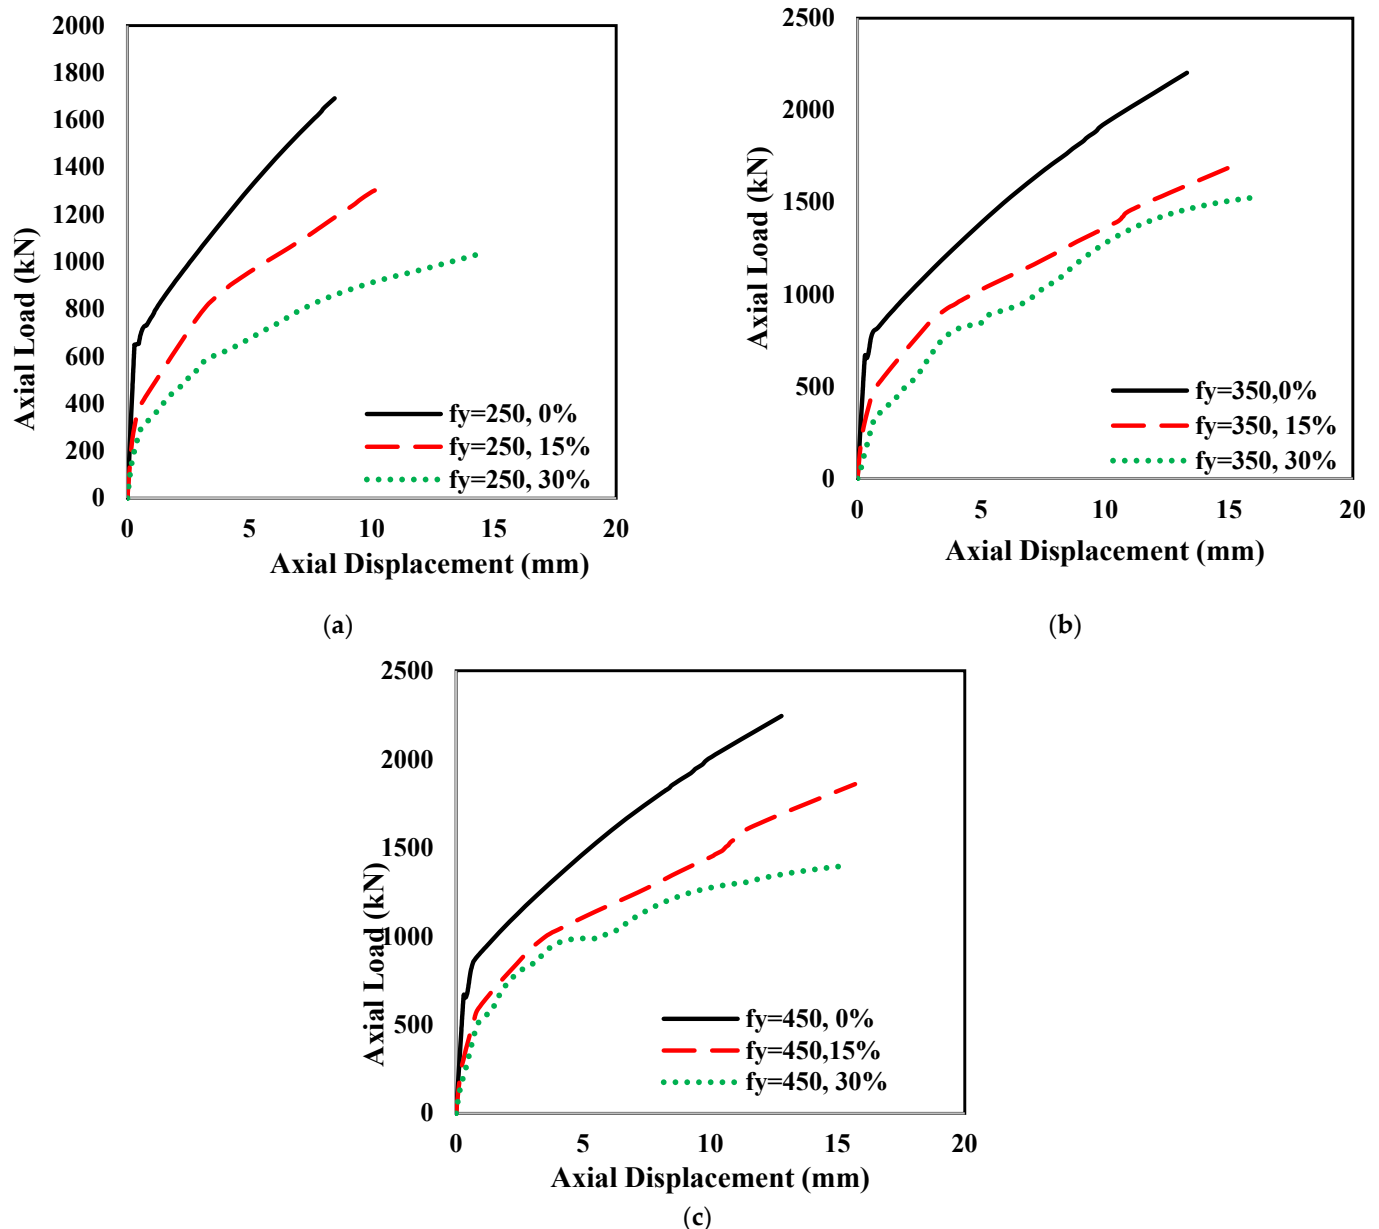 2000
1800
1600
1400
1200
1000
800
600
400
200
0
Axial Load (kN)
fy=250, 0%
fy=250, 15%
fy=250, 30%
0 5 10 15 20
Axial Displacement (mm)
(a)
2500
2000
1500
1000
500
0
Axial Load (kN)
fy=350,0%
fy=350, 15%
fy=350, 30%
0 5 10 15 20
Axial Displacement (mm)
(b)
2500
2000
1500
1000
500
0
Axial Load (kN)
fy=450, 0%
fy=450,15%
fy=450, 30%
0 5 10 15 20
Axial Displacement (mm)
(c)